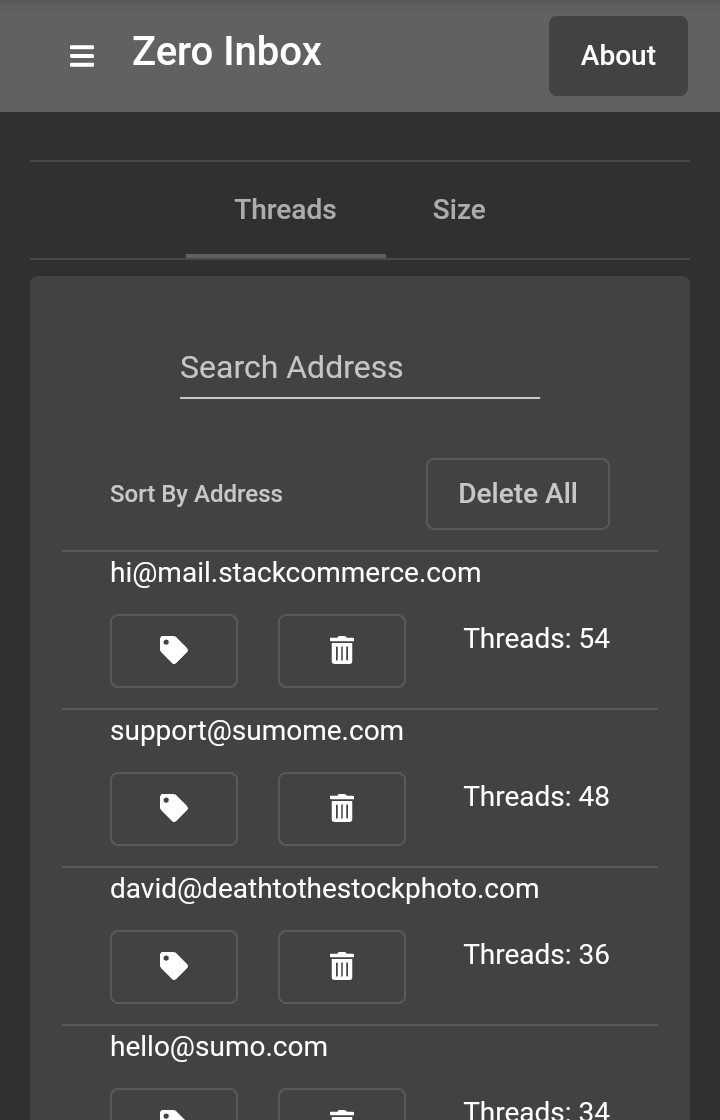 Zero Inbox
About
Threads
Size
Search Address
Sort By Address
Delete All
hi@mail.stackcommerce.com
Threads: 54
support@sumome.com
Threads: 48
david@deathtothestockphoto.com
Threads: 36
hello@sumo.com
Threads: 34